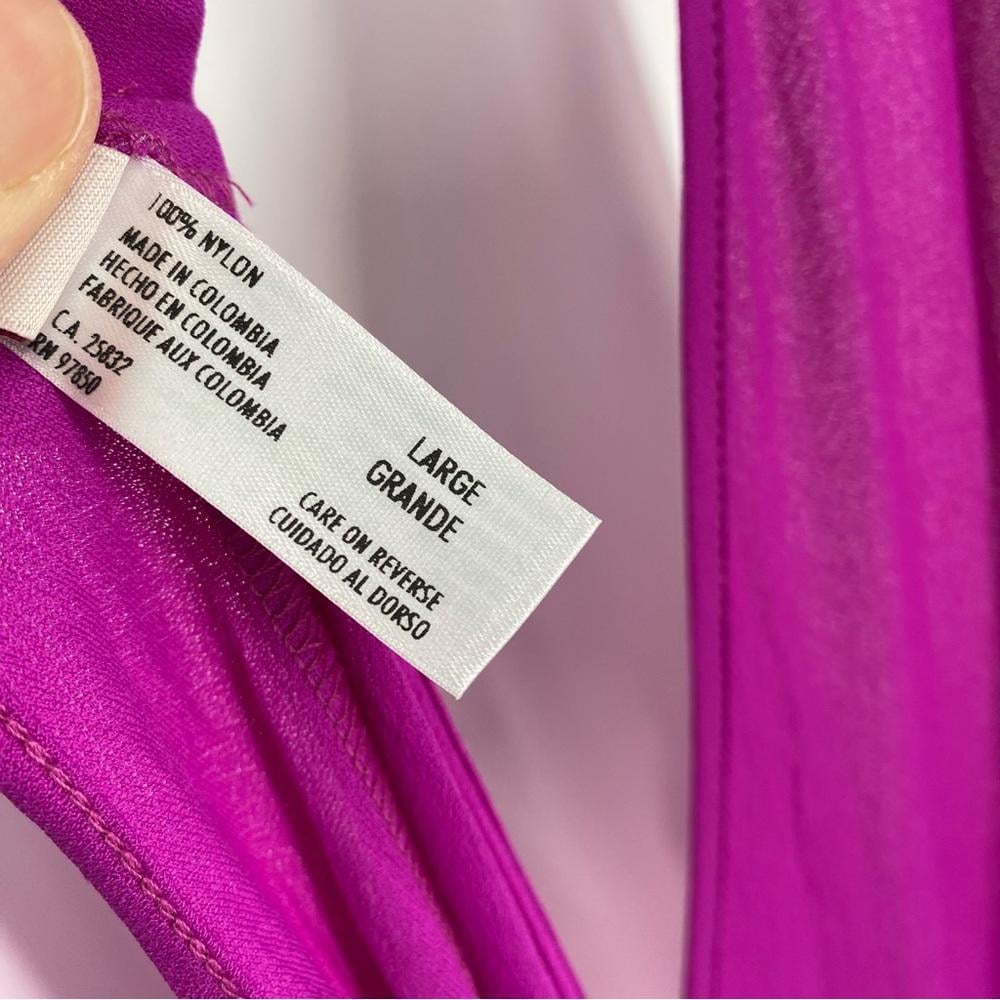 100% NYLON
MADE IN COLOMBIA
HECHO EN COLOMBIA
FABRIQUE AUX COLOMBIA
C.A. 25832
RN 97850
LARGE
GRANDE
CARE ON REVERSE
CUIDADO AL DORSO